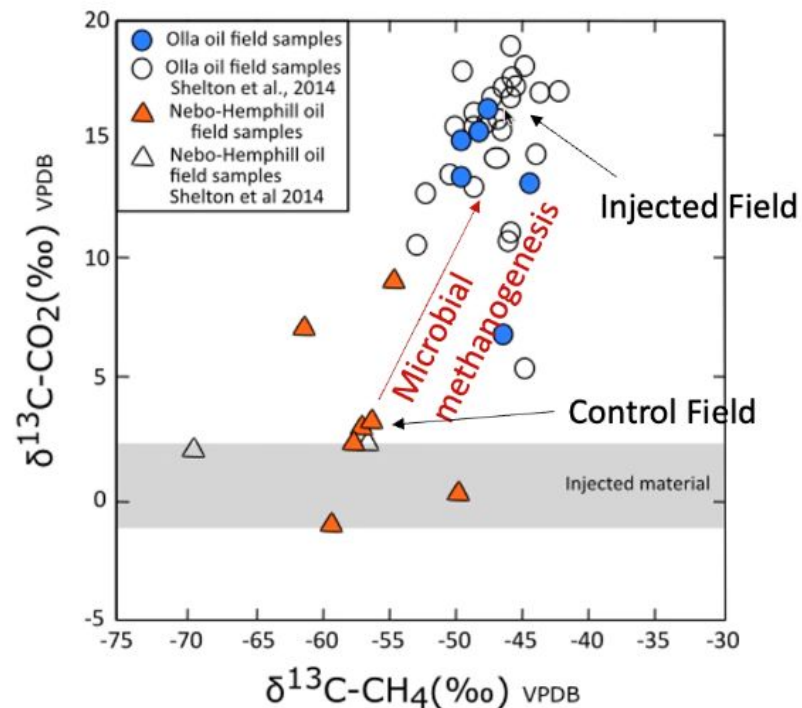 20
15
10
5
0
-5
δ¹³C-CO₂(‰) VPDB
Olla oil field samples
Olla oil field samples
Shelton et al., 2014
Nebo-Hemphill oil
field samples
Nebo-Hemphill oil
field samples
Shelton et al 2014
Injected Field
Microbial
methanogenesis
Control Field
Injected material
-75 -70 -65 -60 -55 -50 -45 -40 -35 -30
δ¹³C-CH₄(‰) VPDB